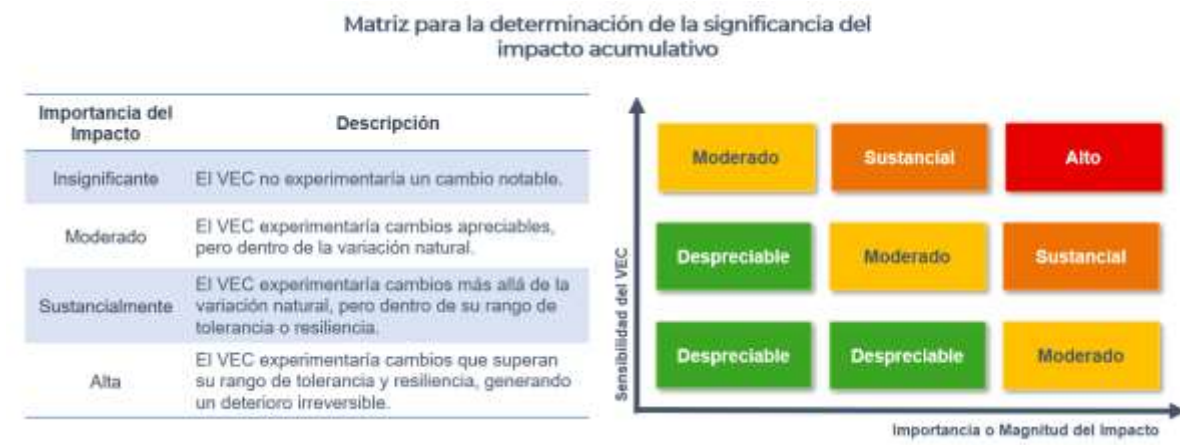 Matriz para la determinación de la significancia del
impacto acumulativo
Importancia del
Impacto
Descripción
Insignificante
El VEC no experimentaría un cambio notable.
Moderado
El VEC experimentaría cambios apreciables,
pero dentro de la variación natural.
Sustancialmente
El VEC experimentaría cambios más allá de la
variación natural, pero dentro de su rango de
tolerancia o resiliencia.
Alta
El VEC experimentaría cambios que superan
su rango de tolerancia y resiliencia, generando
un deterioro irreversible.
Sensibilidad del VEC
Moderado
Sustancial
Alto
Despreciable
Moderado
Sustancial
Despreciable
Despreciable
Moderado
Importancia o Magnitud del Impacto